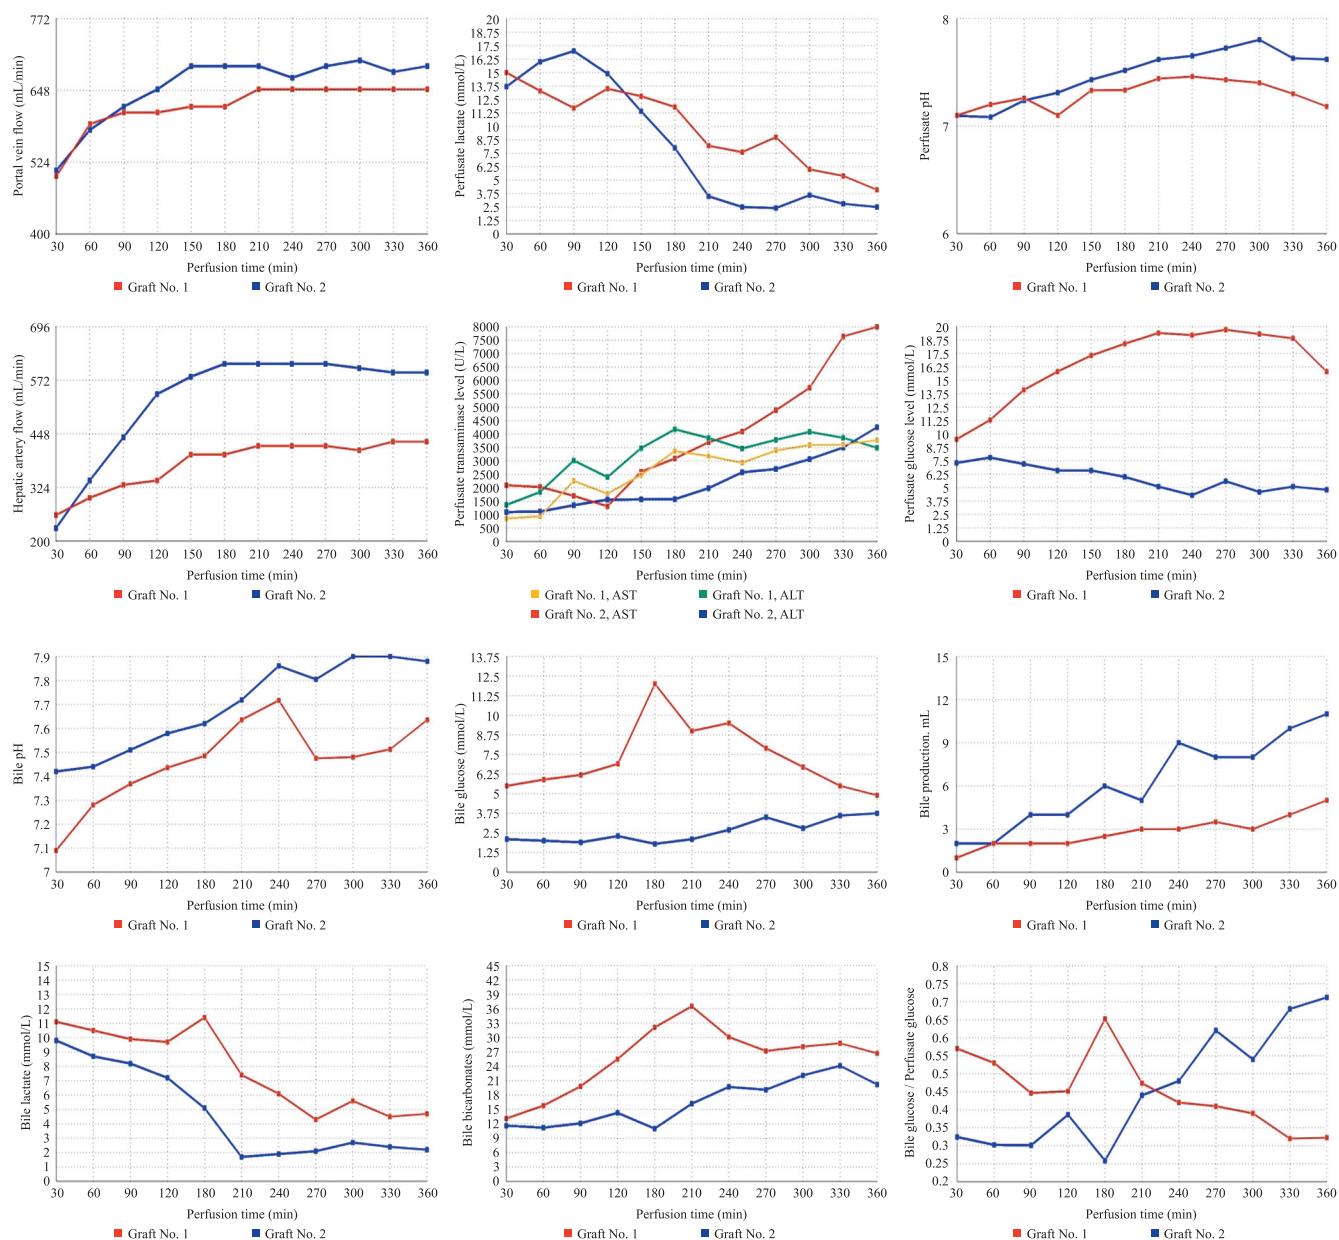 Portal vein flow (mL/min)
772
648
524
400
30 60 90 120 150 180 210 240 270 300 330 360
Perfusion time (min)
Graft No. 1 Graft No. 2
Perfusate lactate (mmol/L)
20
18.75
17.5
16.25
15
13.75
12.5
11.25
10
8.75
7.5
6.25
5
3.75
2.5
1.25
0
30 60 90 120 150 180 210 240 270 300 330 360
Perfusion time (min)
Graft No. 1 Graft No. 2
Perfusate pH
8
7
6
30 60 90 120 150 180 210 240 270 300 330 360
Perfusion time (min)
Graft No. 1 Graft No. 2
Hepatic artery flow (mL/min)
696
572
448
324
200
30 60 90 120 150 180 210 240 270 300 330 360
Perfusion time (min)
Graft No. 1 Graft No. 2
Perfusate transaminase level (U/L)
8000
7500
7000
6500
6000
5500
5000
4500
4000
3500
3000
2500
2000
1500
1000
500
0
30 60 90 120 150 180 210 240 270 300 330 360
Perfusion time (min)
Graft No. 1, AST Graft No. 1, ALT
Graft No. 2, AST Graft No. 2, ALT
Perfusate glucose level (mmol/L)
20
18.75
17.5
16.25
15
13.75
12.5
11.25
10
8.75
7.5
6.25
5
3.75
2.5
1.25
0
30 60 90 120 150 180 210 240 270 300 330 360
Perfusion time (min)
Graft No. 1 Graft No. 2
Bile pH
7.9
7.8
7.7
7.6
7.5
7.4
7.3
7.2
7.1
7
30 60 90 120 180 210 240 270 300 330 360
Perfusion time (min)
Graft No. 1 Graft No. 2
Bile glucose (mmol/L)
13.75
12.5
11.25
10
8.75
7.5
6.25
5
3.75
2.5
1.25
0
30 60 90 120 180 210 240 270 300 330 360
Perfusion time (min)
Graft No. 1 Graft No. 2
Bile production. mL
15
12
9
6
3
0
30 60 90 120 180 210 240 270 300 330 360
Perfusion time (min)
Graft No. 1 Graft No. 2
Bile lactate (mmol/L)
15
14
13
12
11
10
9
8
7
6
5
4
3
2
1
0
30 60 90 120 180 210 240 270 300 330 360
Perfusion time (min)
Graft No. 1 Graft No. 2
Bile bicarbonates (mmol/L)
45
42
39
36
33
30
27
24
21
18
15
12
9
6
3
0
30 60 90 120 180 210 240 270 300 330 360
Perfusion time (min)
Graft No. 1 Graft No. 2
Bile glucose / Perfusate glucose
0.8
0.75
0.7
0.65
0.6
0.55
0.5
0.45
0.4
0.35
0.3
0.25
0.2
30 60 90 120 180 210 240 270 300 330 360
Perfusion time (min)
Graft No. 1 Graft No. 2